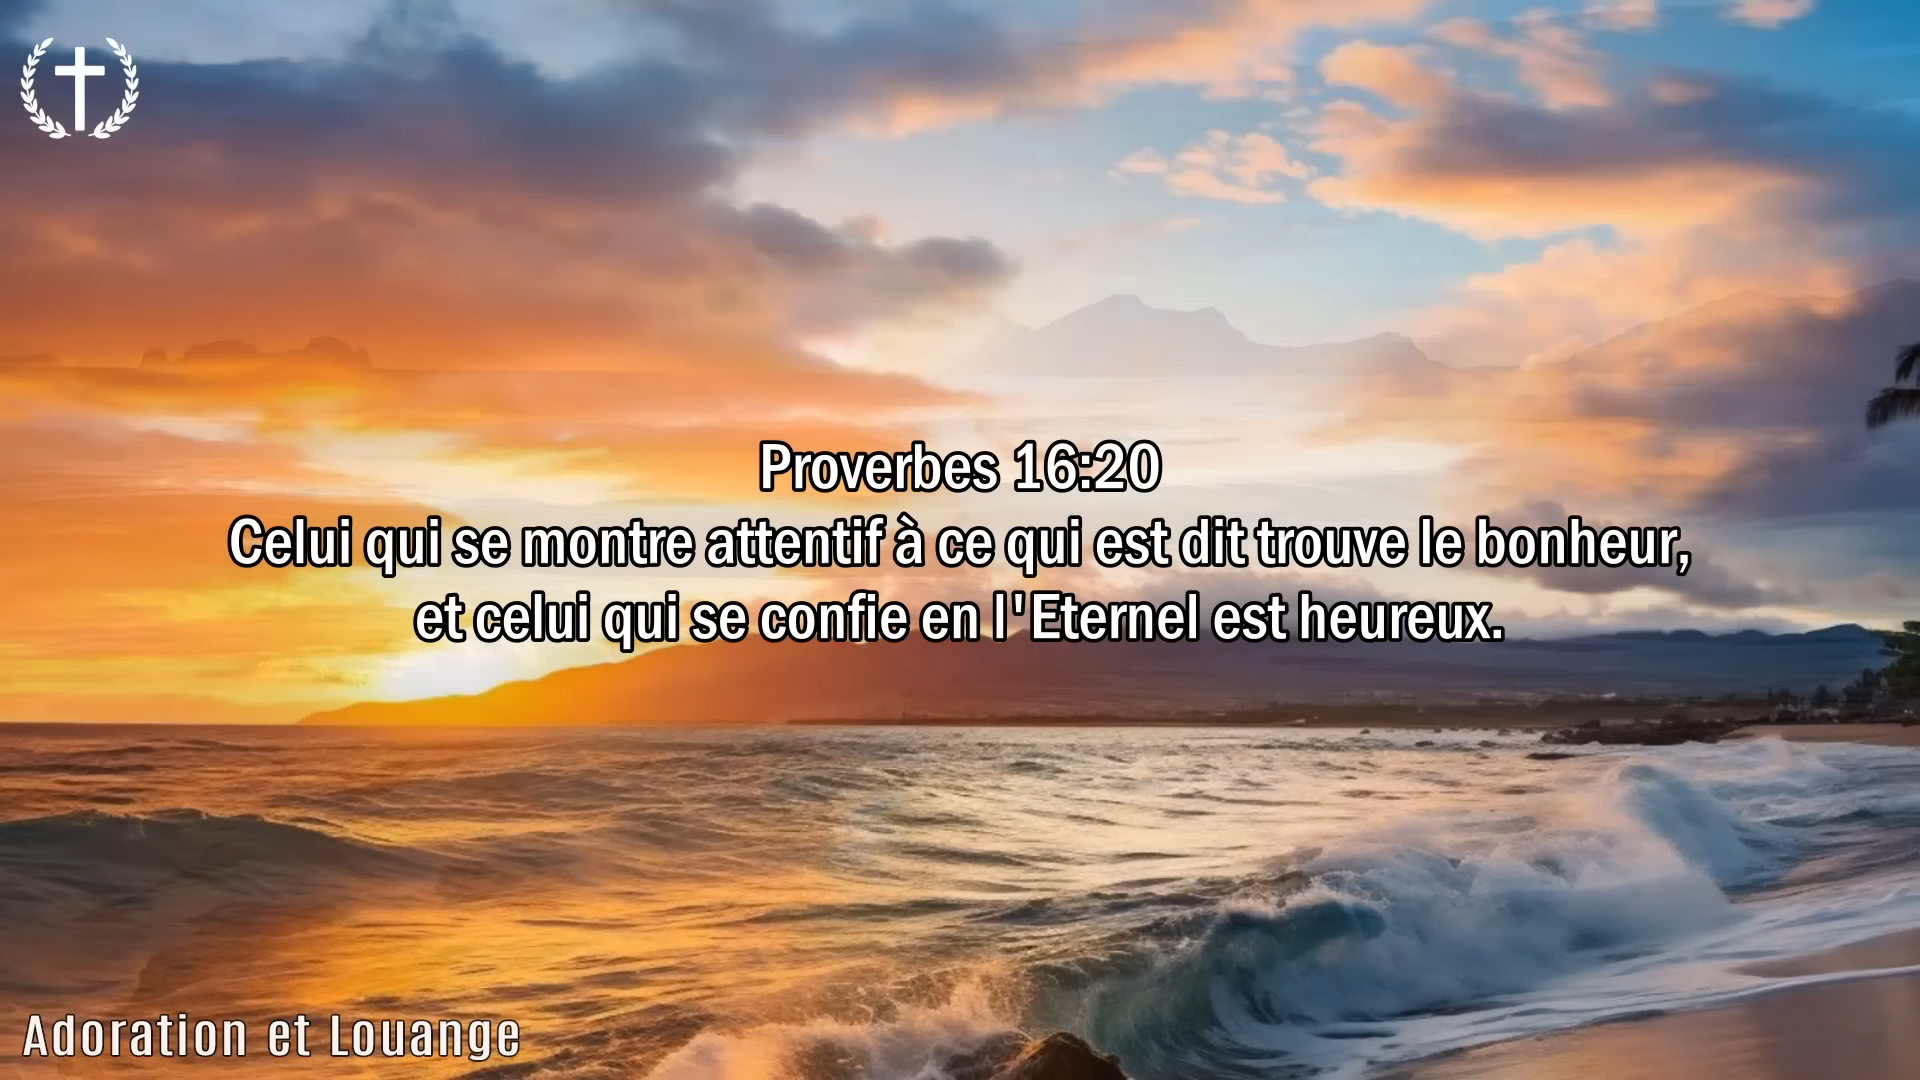 Proverbes 16:20
Celui qui se montre attentif à ce qui est dit trouve le bonheur,
et celui qui se confie en l'Eternel est heureux.
Adoration et Louange